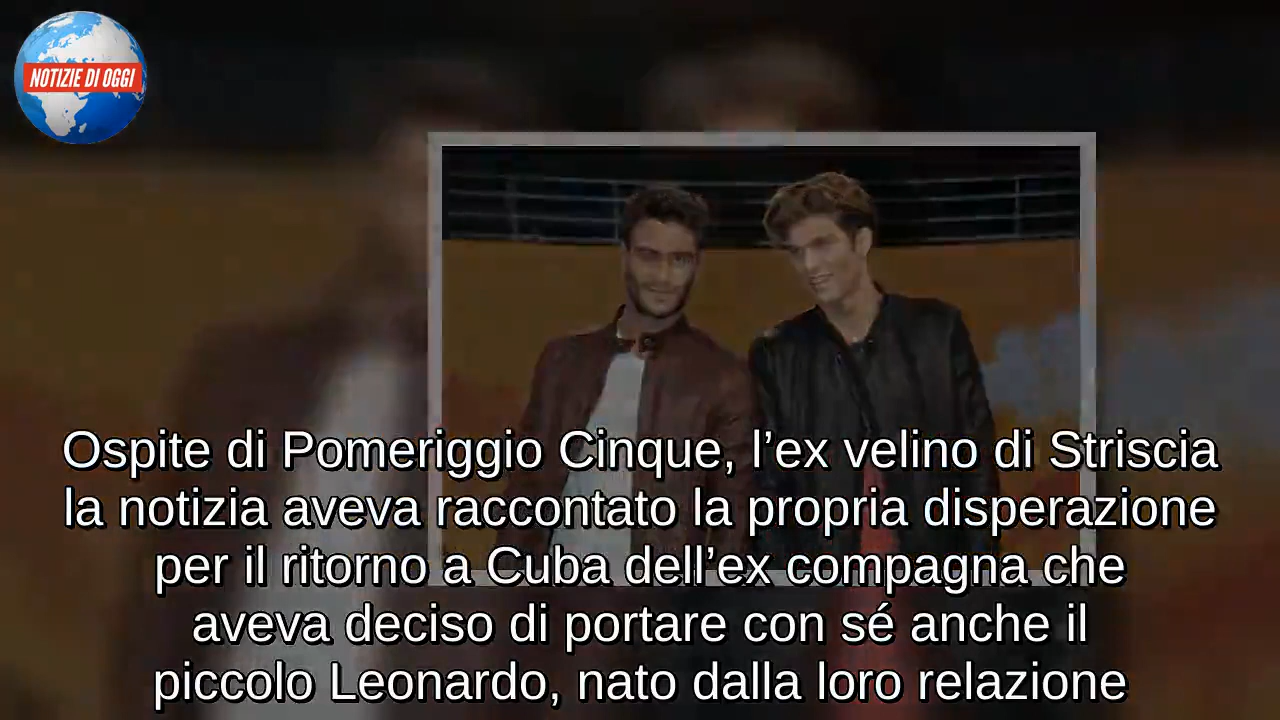 NOTIZIE DI OGGI
Ospite di Pomeriggio Cinque, l’ex velino di Striscia
la notizia aveva raccontato la propria disperazione
per il ritorno a Cuba dell’ex compagna che
aveva deciso di portare con sé anche il
piccolo Leonardo, nato dalla loro relazione